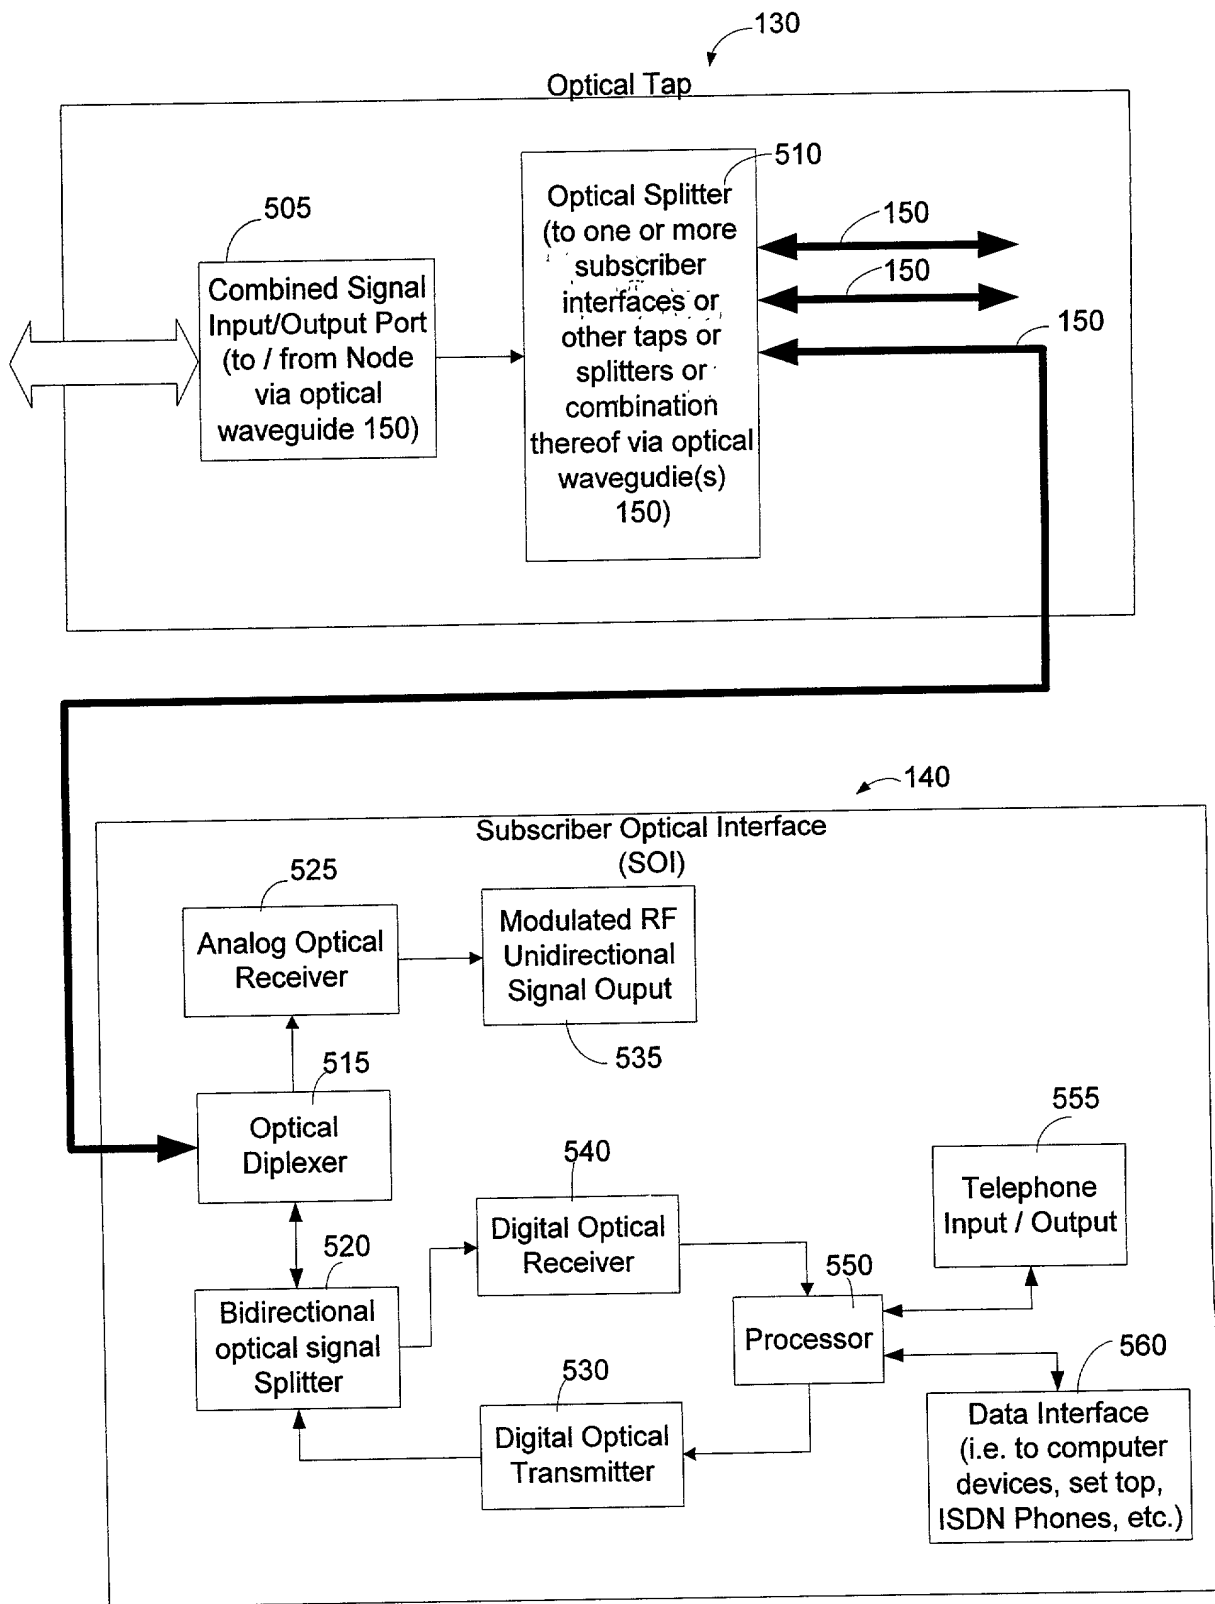 130
Optical Tap
505
Combined Signal
Input/Output Port
(to / from Node
via optical
waveguide 150)
510
Optical Splitter
(to one or more
subscriber
interfaces or
other taps or
splitters or
combination
thereof via optical
wavegudie(s)
150)
150
150
150
140
Subscriber Optical Interface
(SOI)
525
Analog Optical
Receiver
Modulated RF
Unidirectional
Signal Ouput
535
515
Optical
Diplexer
520
Bidirectional
optical signal
Splitter
540
Digital Optical
Receiver
530
Digital Optical
Transmitter
550
Processor
555
Telephone
Input / Output
560
Data Interface
(i.e. to computer
devices, set top,
ISDN Phones, etc.)